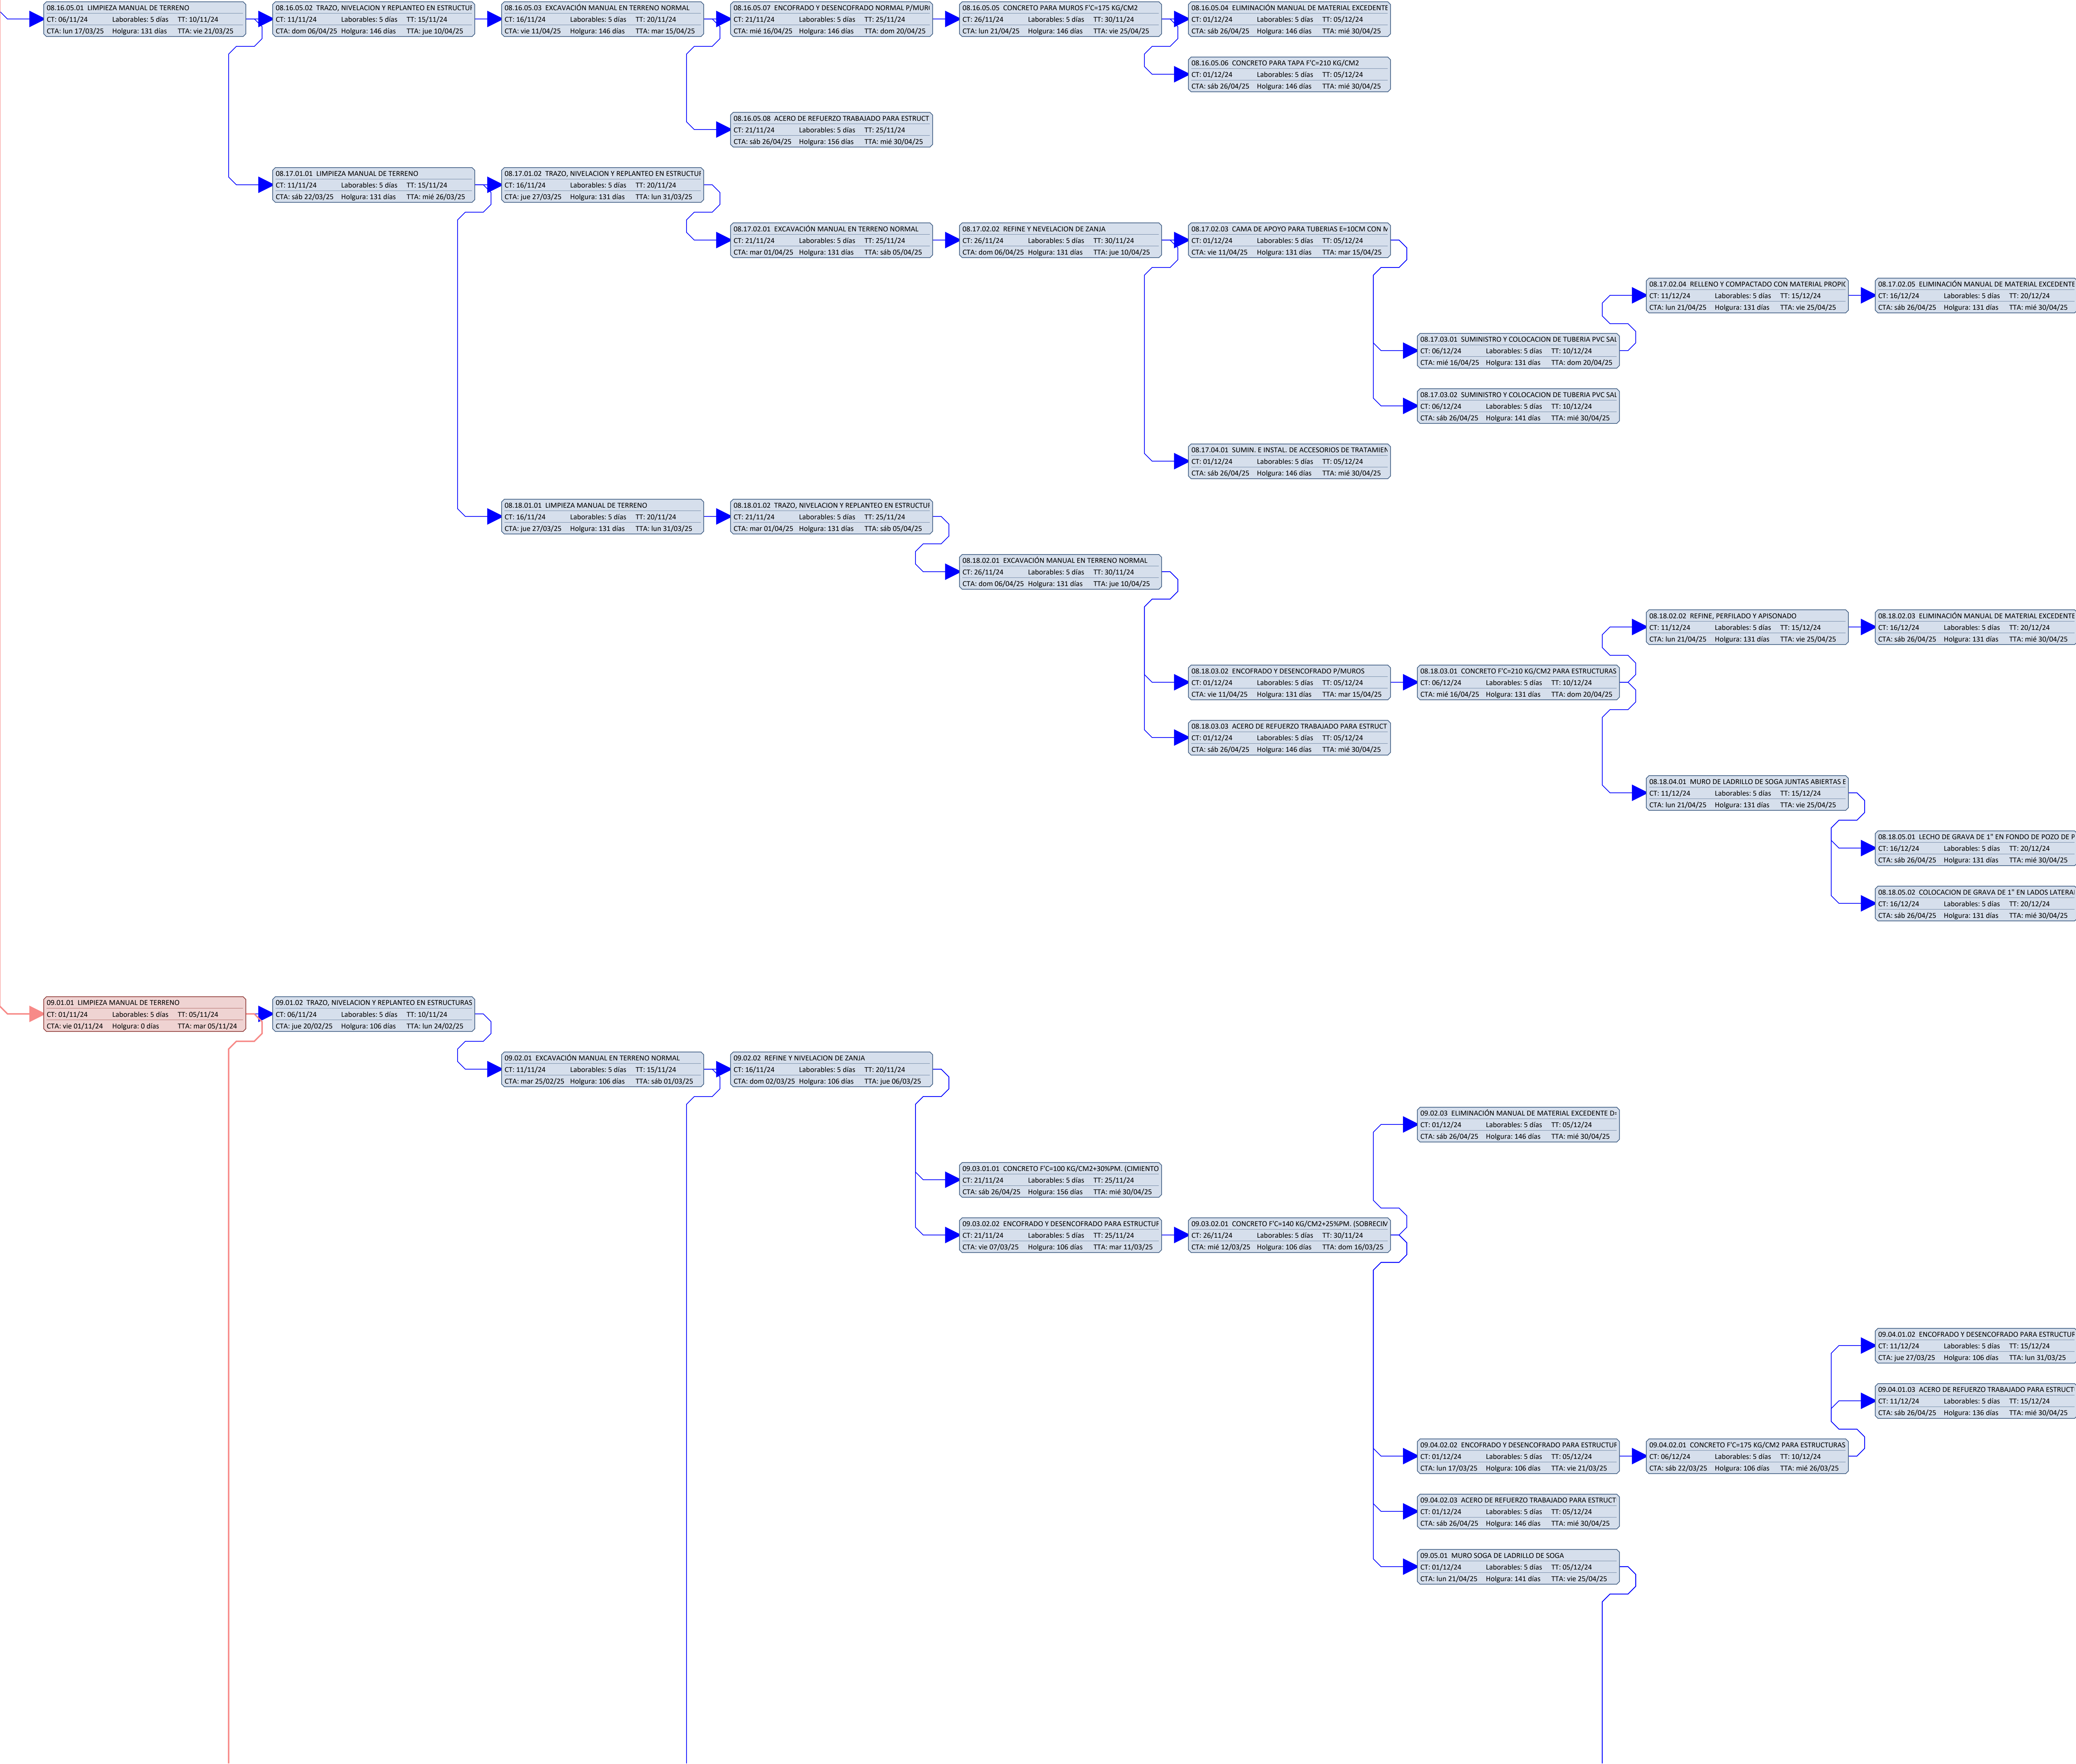 08.16.05.01 LIMPIEZA MANUAL DE TERRENO
CT: 06/11/24 Laborables: 5 días TT: 10/11/24
CTA: lun 17/03/25 Holgura: 131 días TTA: vie 21/03/25
08.16.05.02 TRAZO, NIVELACION Y REPLANTEO EN ESTRUCTUR
CT: 11/11/24 Laborables: 5 días TT: 15/11/24
CTA: dom 06/04/25 Holgura: 146 días TTA: jue 10/04/25
08.16.05.03 EXCAVACIÓN MANUAL EN TERRENO NORMAL
CT: 16/11/24 Laborables: 5 días TT: 20/11/24
CTA: vie 11/04/25 Holgura: 146 días TTA: mar 15/04/25
08.16.05.07 ENCOFRADO Y DESENCOFRADO NORMAL P/MURO
CT: 21/11/24 Laborables: 5 días TT: 25/11/24
CTA: mié 16/04/25 Holgura: 146 días TTA: dom 20/04/25
08.16.05.05 CONCRETO PARA MUROS F'C=175 KG/CM2
CT: 26/11/24 Laborables: 5 días TT: 30/11/24
CTA: lun 21/04/25 Holgura: 146 días TTA: vie 25/04/25
08.16.05.04 ELIMINACIÓN MANUAL DE MATERIAL EXCEDENTE
CT: 01/12/24 Laborables: 5 días TT: 05/12/24
CTA: sáb 26/04/25 Holgura: 146 días TTA: mié 30/04/25
08.16.05.06 CONCRETO PARA TAPA F'C=210 KG/CM2
CT: 01/12/24 Laborables: 5 días TT: 05/12/24
CTA: sáb 26/04/25 Holgura: 146 días TTA: mié 30/04/25
08.16.05.08 ACERO DE REFUERZO TRABAJADO PARA ESTRUCT
CT: 21/11/24 Laborables: 5 días TT: 25/11/24
CTA: sáb 26/04/25 Holgura: 156 días TTA: mié 30/04/25
08.17.01.01 LIMPIEZA MANUAL DE TERRENO
CT: 11/11/24 Laborables: 5 días TT: 15/11/24
CTA: sáb 22/03/25 Holgura: 131 días TTA: mié 26/03/25
08.17.01.02 TRAZO, NIVELACION Y REPLANTEO EN ESTRUCTUR
CT: 16/11/24 Laborables: 5 días TT: 20/11/24
CTA: jue 27/03/25 Holgura: 131 días TTA: lun 31/03/25
08.17.02.01 EXCAVACIÓN MANUAL EN TERRENO NORMAL
CT: 21/11/24 Laborables: 5 días TT: 25/11/24
CTA: mar 01/04/25 Holgura: 131 días TTA: sáb 05/04/25
08.17.02.02 REFINE Y NEVELACION DE ZANJA
CT: 26/11/24 Laborables: 5 días TT: 30/11/24
CTA: dom 06/04/25 Holgura: 131 días TTA: jue 10/04/25
08.17.02.03 CAMA DE APOYO PARA TUBERIAS E=10CM CON M
CT: 01/12/24 Laborables: 5 días TT: 05/12/24
CTA: vie 11/04/25 Holgura: 131 días TTA: mar 15/04/25
08.17.02.04 RELLENO Y COMPACTADO CON MATERIAL PROPIO
CT: 11/12/24 Laborables: 5 días TT: 15/12/24
CTA: lun 21/04/25 Holgura: 131 días TTA: vie 25/04/25
08.17.02.05 ELIMINACIÓN MANUAL DE MATERIAL EXCEDENTE
CT: 16/12/24 Laborables: 5 días TT: 20/12/24
CTA: sáb 26/04/25 Holgura: 131 días TTA: mié 30/04/25
08.17.03.01 SUMINISTRO Y COLOCACION DE TUBERIA PVC SAL
CT: 06/12/24 Laborables: 5 días TT: 10/12/24
CTA: mié 16/04/25 Holgura: 131 días TTA: dom 20/04/25
08.17.03.02 SUMINISTRO Y COLOCACION DE TUBERIA PVC SAL
CT: 06/12/24 Laborables: 5 días TT: 10/12/24
CTA: sáb 26/04/25 Holgura: 141 días TTA: mié 30/04/25
08.17.04.01 SUMIN. E INSTAL. DE ACCESORIOS DE TRATAMIEN
CT: 01/12/24 Laborables: 5 días TT: 05/12/24
CTA: sáb 26/04/25 Holgura: 146 días TTA: mié 30/04/25
08.18.01.01 LIMPIEZA MANUAL DE TERRENO
CT: 16/11/24 Laborables: 5 días TT: 20/11/24
CTA: jue 27/03/25 Holgura: 131 días TTA: lun 31/03/25
08.18.01.02 TRAZO, NIVELACION Y REPLANTEO EN ESTRUCTUR
CT: 21/11/24 Laborables: 5 días TT: 25/11/24
CTA: mar 01/04/25 Holgura: 131 días TTA: sáb 05/04/25
08.18.02.01 EXCAVACIÓN MANUAL EN TERRENO NORMAL
CT: 26/11/24 Laborables: 5 días TT: 30/11/24
CTA: dom 06/04/25 Holgura: 131 días TTA: jue 10/04/25
08.18.02.02 REFINE, PERFILADO Y APISONADO
CT: 11/12/24 Laborables: 5 días TT: 15/12/24
CTA: lun 21/04/25 Holgura: 131 días TTA: vie 25/04/25
08.18.02.03 ELIMINACIÓN MANUAL DE MATERIAL EXCEDENTE
CT: 16/12/24 Laborables: 5 días TT: 20/12/24
CTA: sáb 26/04/25 Holgura: 131 días TTA: mié 30/04/25
08.18.03.02 ENCOFRADO Y DESENCOFRADO P/MUROS
CT: 01/12/24 Laborables: 5 días TT: 05/12/24
CTA: vie 11/04/25 Holgura: 131 días TTA: mar 15/04/25
08.18.03.01 CONCRETO F'C=210 KG/CM2 PARA ESTRUCTURAS
CT: 06/12/24 Laborables: 5 días TT: 10/12/24
CTA: mié 16/04/25 Holgura: 131 días TTA: dom 20/04/25
08.18.03.03 ACERO DE REFUERZO TRABAJADO PARA ESTRUCT
CT: 01/12/24 Laborables: 5 días TT: 05/12/24
CTA: sáb 26/04/25 Holgura: 146 días TTA: mié 30/04/25
08.18.04.01 MURO DE LADRILLO DE SOGA JUNTAS ABIERTAS E
CT: 11/12/24 Laborables: 5 días TT: 15/12/24
CTA: lun 21/04/25 Holgura: 131 días TTA: vie 25/04/25
08.18.05.01 LECHO DE GRAVA DE 1" EN FONDO DE POZO DE P
CT: 16/12/24 Laborables: 5 días TT: 20/12/24
CTA: sáb 26/04/25 Holgura: 131 días TTA: mié 30/04/25
08.18.05.02 COLOCACION DE GRAVA DE 1" EN LADOS LATERAL
CT: 16/12/24 Laborables: 5 días TT: 20/12/24
CTA: sáb 26/04/25 Holgura: 131 días TTA: mié 30/04/25
09.01.01 LIMPIEZA MANUAL DE TERRENO
CT: 01/11/24 Laborables: 5 días TT: 05/11/24
CTA: vie 01/11/24 Holgura: 0 días TTA: mar 05/11/24
09.01.02 TRAZO, NIVELACION Y REPLANTEO EN ESTRUCTURAS
CT: 06/11/24 Laborables: 5 días TT: 10/11/24
CTA: jue 20/02/25 Holgura: 106 días TTA: lun 24/02/25
09.02.01 EXCAVACIÓN MANUAL EN TERRENO NORMAL
CT: 11/11/24 Laborables: 5 días TT: 15/11/24
CTA: mar 25/02/25 Holgura: 106 días TTA: sáb 01/03/25
09.02.02 REFINE Y NIVELACION DE ZANJA
CT: 16/11/24 Laborables: 5 días TT: 20/11/24
CTA: dom 02/03/25 Holgura: 106 días TTA: jue 06/03/25
09.02.03 ELIMINACIÓN MANUAL DE MATERIAL EXCEDENTE D=
CT: 01/12/24 Laborables: 5 días TT: 05/12/24
CTA: sáb 26/04/25 Holgura: 146 días TTA: mié 30/04/25
09.03.01.01 CONCRETO F'C=100 KG/CM2+30%PM. (CIMIENTO
CT: 21/11/24 Laborables: 5 días TT: 25/11/24
CTA: sáb 26/04/25 Holgura: 156 días TTA: mié 30/04/25
09.03.02.02 ENCOFRADO Y DESENCOFRADO PARA ESTRUCTUR
CT: 21/11/24 Laborables: 5 días TT: 25/11/24
CTA: vie 07/03/25 Holgura: 106 días TTA: mar 11/03/25
09.03.02.01 CONCRETO F'C=140 KG/CM2+25%PM. (SOBRECIM
CT: 26/11/24 Laborables: 5 días TT: 30/11/24
CTA: mié 12/03/25 Holgura: 106 días TTA: dom 16/03/25
09.04.01.02 ENCOFRADO Y DESENCOFRADO PARA ESTRUCTUR
CT: 11/12/24 Laborables: 5 días TT: 15/12/24
CTA: jue 27/03/25 Holgura: 106 días TTA: lun 31/03/25
09.04.01.03 ACERO DE REFUERZO TRABAJADO PARA ESTRUCT
CT: 11/12/24 Laborables: 5 días TT: 15/12/24
CTA: sáb 26/04/25 Holgura: 136 días TTA: mié 30/04/25
09.04.02.02 ENCOFRADO Y DESENCOFRADO PARA ESTRUCTUR
CT: 01/12/24 Laborables: 5 días TT: 05/12/24
CTA: lun 17/03/25 Holgura: 106 días TTA: vie 21/03/25
09.04.02.01 CONCRETO F'C=175 KG/CM2 PARA ESTRUCTURAS
CT: 06/12/24 Laborables: 5 días TT: 10/12/24
CTA: sáb 22/03/25 Holgura: 106 días TTA: mié 26/03/25
09.04.02.03 ACERO DE REFUERZO TRABAJADO PARA ESTRUCT
CT: 01/12/24 Laborables: 5 días TT: 05/12/24
CTA: sáb 26/04/25 Holgura: 146 días TTA: mié 30/04/25
09.05.01 MURO SOGA DE LADRILLO DE SOGA
CT: 01/12/24 Laborables: 5 días TT: 05/12/24
CTA: lun 21/04/25 Holgura: 141 días TTA: vie 25/04/25